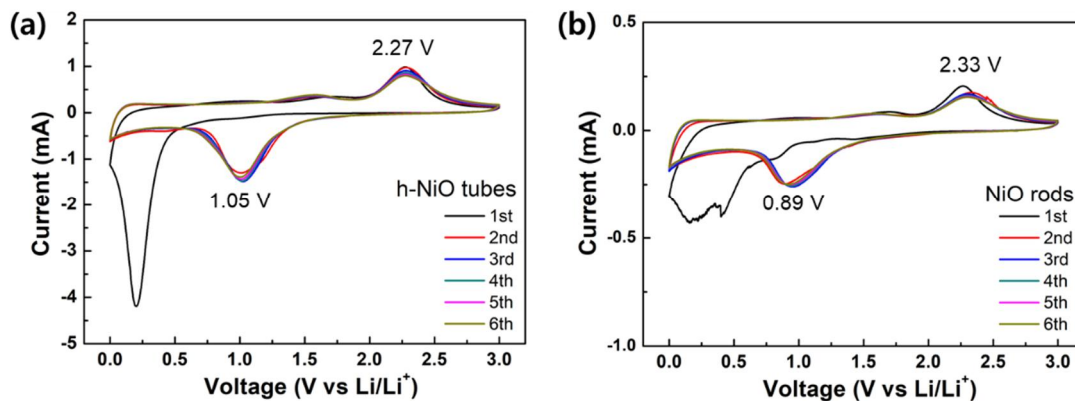 (a)
2.27 V
1.05 V
h-NiO tubes
1st
2nd
3rd
4th
5th
6th
Current (mA)
2
1
0
-1
-2
-3
-4
-5
0.0 0.5 1.0 1.5 2.0 2.5 3.0
Voltage (V vs Li/Li⁺)
(b)
2.33 V
0.89 V
NiO rods
1st
2nd
3rd
4th
5th
6th
Current (mA)
0.5
0.0
-0.5
-1.0
0.0 0.5 1.0 1.5 2.0 2.5 3.0
Voltage (V vs Li/Li⁺)